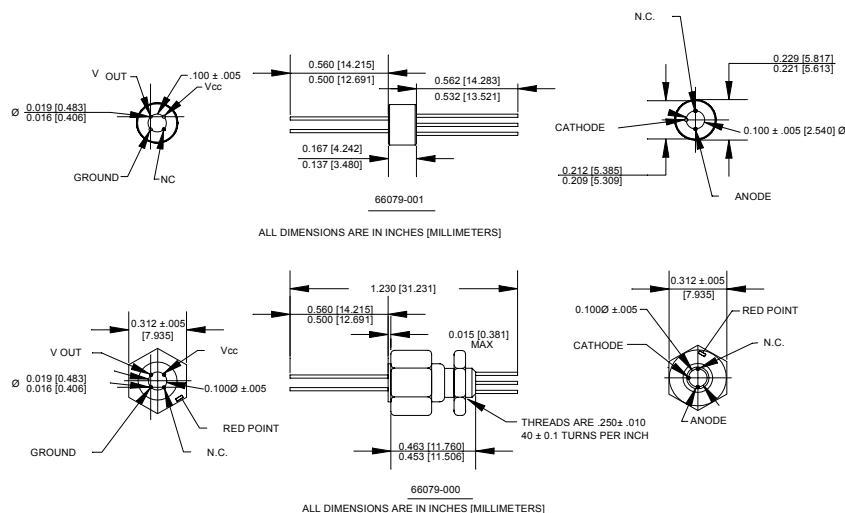 N.C.
0.560 [14.215]
0.500 [12.691]
0.562 [14.283]
0.532 [13.521]
0.229 [5.817]
0.221 [5.613]
V OUT
.100 ± .005
Vcc
Ø 0.019 [0.483]
0.016 [0.406]
CATHODE
0.100 ± .005 [2.540] Ø
GROUND
NC
0.167 [4.242]
0.137 [3.480]
0.212 [5.385]
0.209 [5.309]
ANODE
66079-001
ALL DIMENSIONS ARE IN INCHES [MILLIMETERS]
1.230 [31.231]
0.312 ±.005
[7.935]
0.560 [14.215]
0.500 [12.691]
0.015 [0.381]
MAX
0.312 ±.005
[7.935]
0.100Ø ±.005
RED POINT
N.C.
CATHODE
ANODE
V OUT
Vcc
Ø 0.019 [0.483]
0.016 [0.406]
0.100Ø ±.005
RED POINT
GROUND
N.C.
THREADS ARE .250± .010
40 ± 0.1 TURNS PER INCH
0.463 [11.760]
0.453 [11.506]
66079-000
ALL DIMENSIONS ARE IN INCHES [MILLIMETERS]